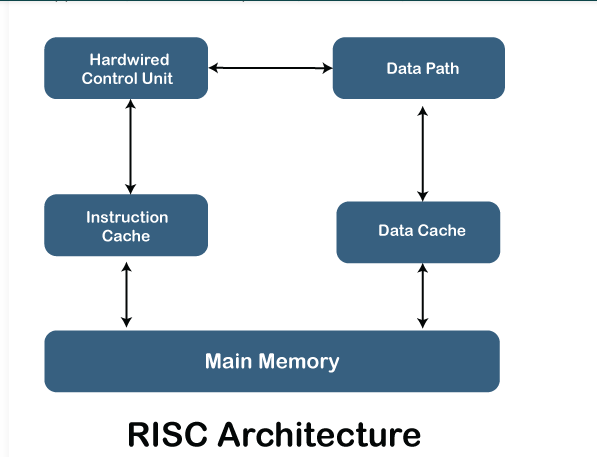 Hardwired
Control Unit
Data Path
Instruction
Cache
Data Cache
Main Memory
RISC Architecture